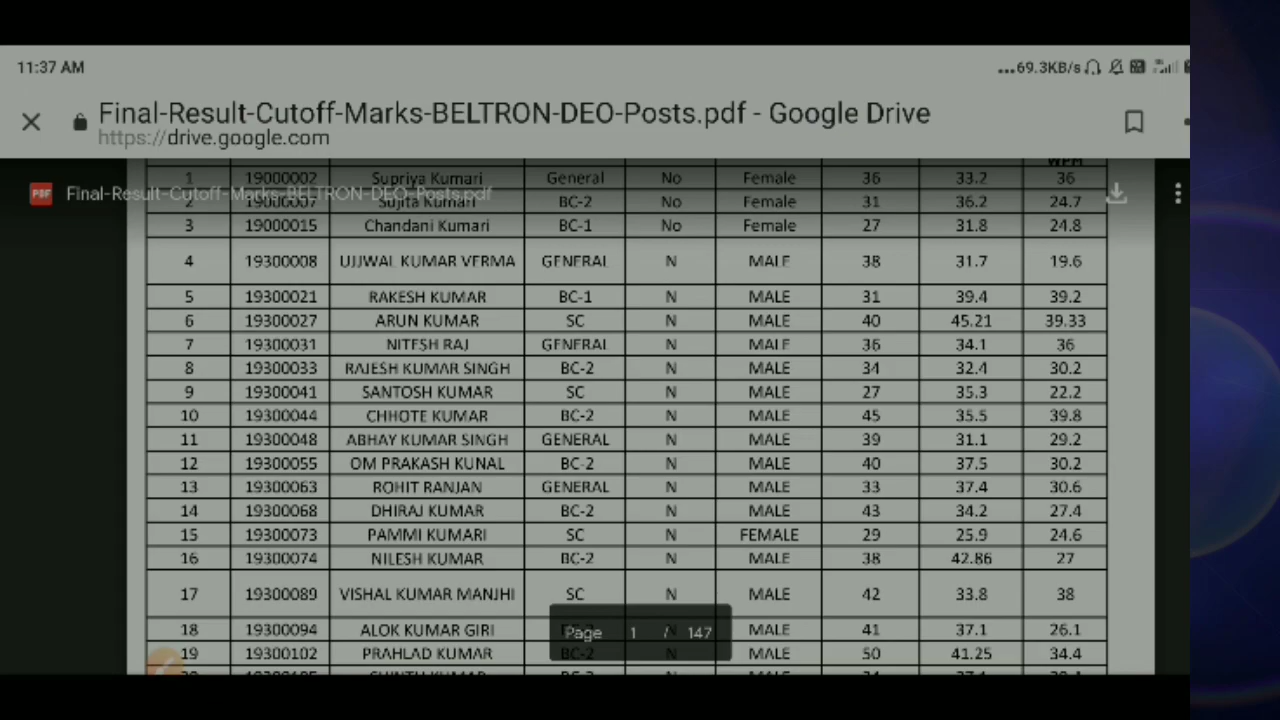 11:37 AM ...69.3KB/s
Final-Result-Cutoff-Marks-BELTRON-DEO-Posts.pdf - Google Drive
https://drive.google.com
WPM
1 19000002 Supriya Kumari General No Female 36 33.2 36
PDF Final-Result-Cutoff-Marks-BELTRON-DEO-Posts.pdf
2 19000007 Sujita Kumari BC-2 No Female 31 36.2 24.7
3 19000015 Chandani Kumari BC-1 No Female 27 31.8 24.8
4 19300008 UJJWAL KUMAR VERMA GENERAL N MALE 38 31.7 19.6
5 19300021 RAKESH KUMAR BC-1 N MALE 31 39.4 39.2
6 19300027 ARUN KUMAR SC N MALE 40 45.21 39.33
7 19300031 NITESH RAJ GENERAL N MALE 36 34.1 36
8 19300033 RAJESH KUMAR SINGH BC-2 N MALE 34 32.4 30.2
9 19300041 SANTOSH KUMAR SC N MALE 27 35.3 22.2
10 19300044 CHHOTE KUMAR BC-2 N MALE 45 35.5 39.8
11 19300048 ABHAY KUMAR SINGH GENERAL N MALE 39 31.1 29.2
12 19300055 OM PRAKASH KUNAL BC-2 N MALE 40 37.5 30.2
13 19300063 ROHIT RANJAN GENERAL N MALE 33 37.4 30.6
14 19300068 DHIRAJ KUMAR BC-2 N MALE 43 34.2 27.4
15 19300073 PAMMI KUMARI SC N FEMALE 29 25.9 24.6
16 19300074 NILESH KUMAR BC-2 N MALE 38 42.86 27
17 19300089 VISHAL KUMAR MANJHI SC N MALE 42 33.8 38
18 19300094 ALOK KUMAR GIRI N MALE 41 37.1 26.1
Page 1 / 147
19 19300102 PRAHLAD KUMAR BC-2 N MALE 50 41.25 34.4